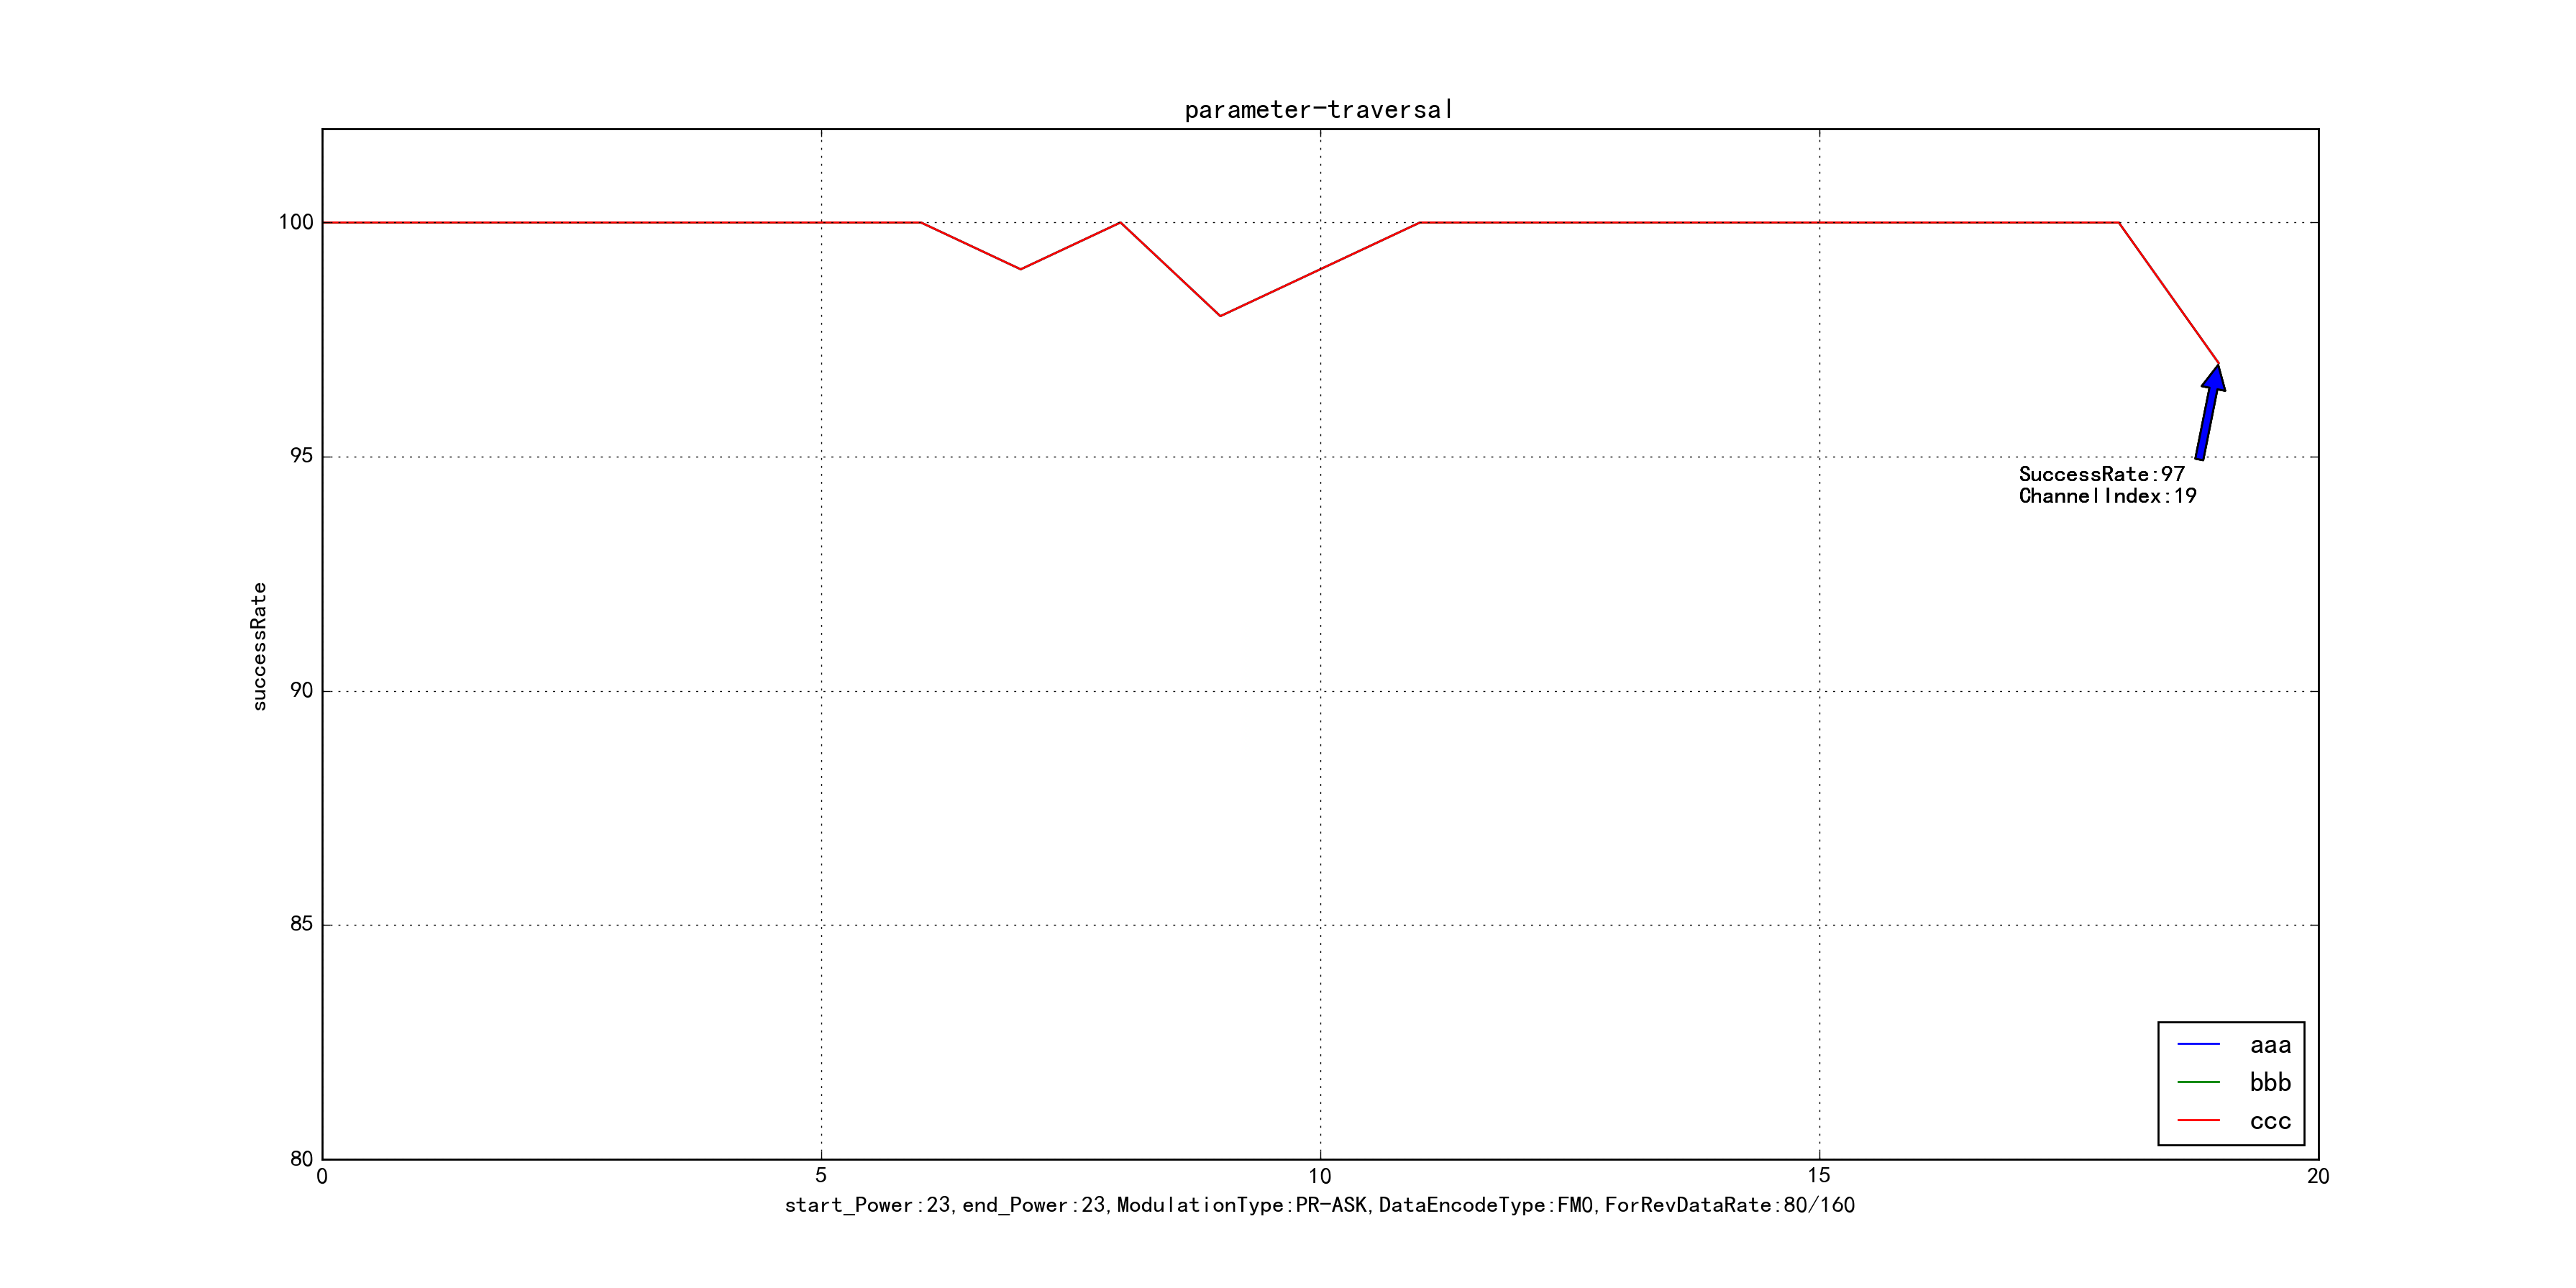 parameter-traversal
100
95
90
85
80
successRate
SuccessRate:97
ChannelIndex:19
aaa
bbb
ccc
0 5 10 15 20
start_Power:23,end_Power:23,ModulationType:PR-ASK,DataEncodeType:FM0,ForRevDataRate:80/160